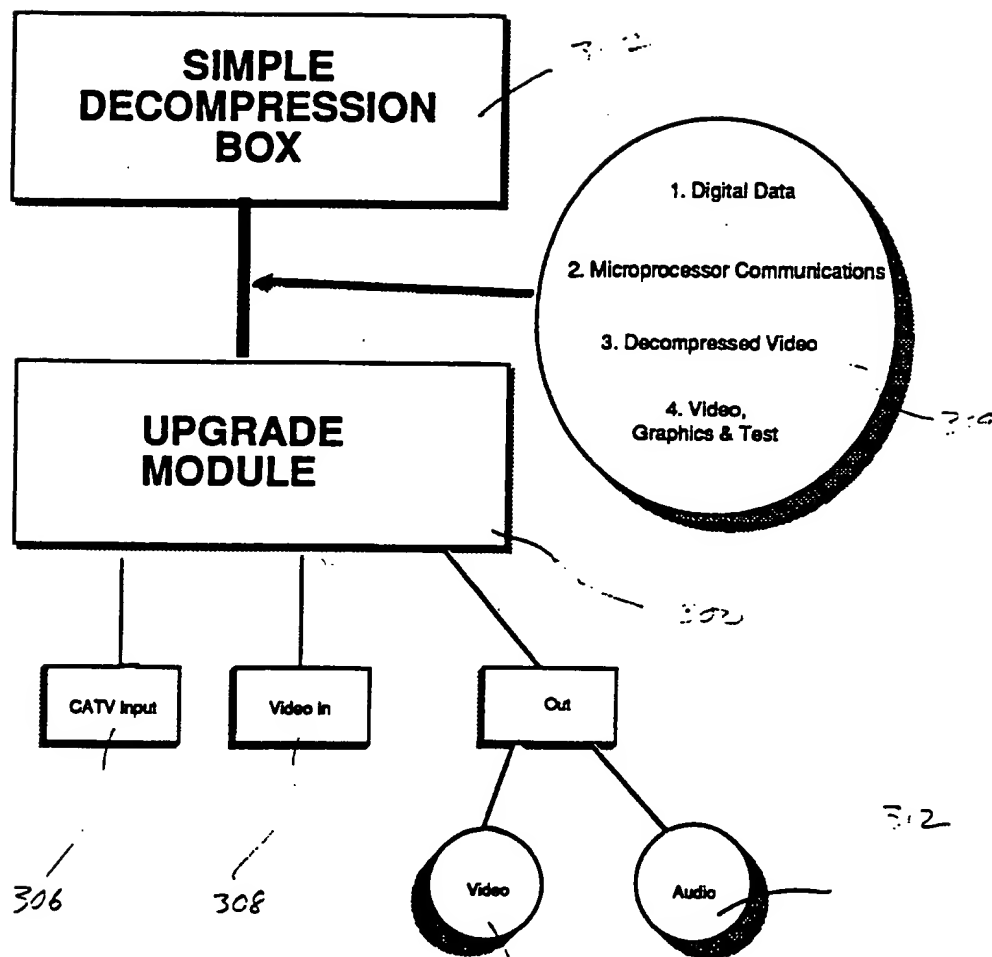 SIMPLE
DECOMPRESSION
BOX
1. Digital Data
2. Microprocessor Communications
3. Decompressed Video
4. Video,
Graphics & Test
UPGRADE
MODULE
CATV Input
Video In
Out
312
306
308
Video
Audio